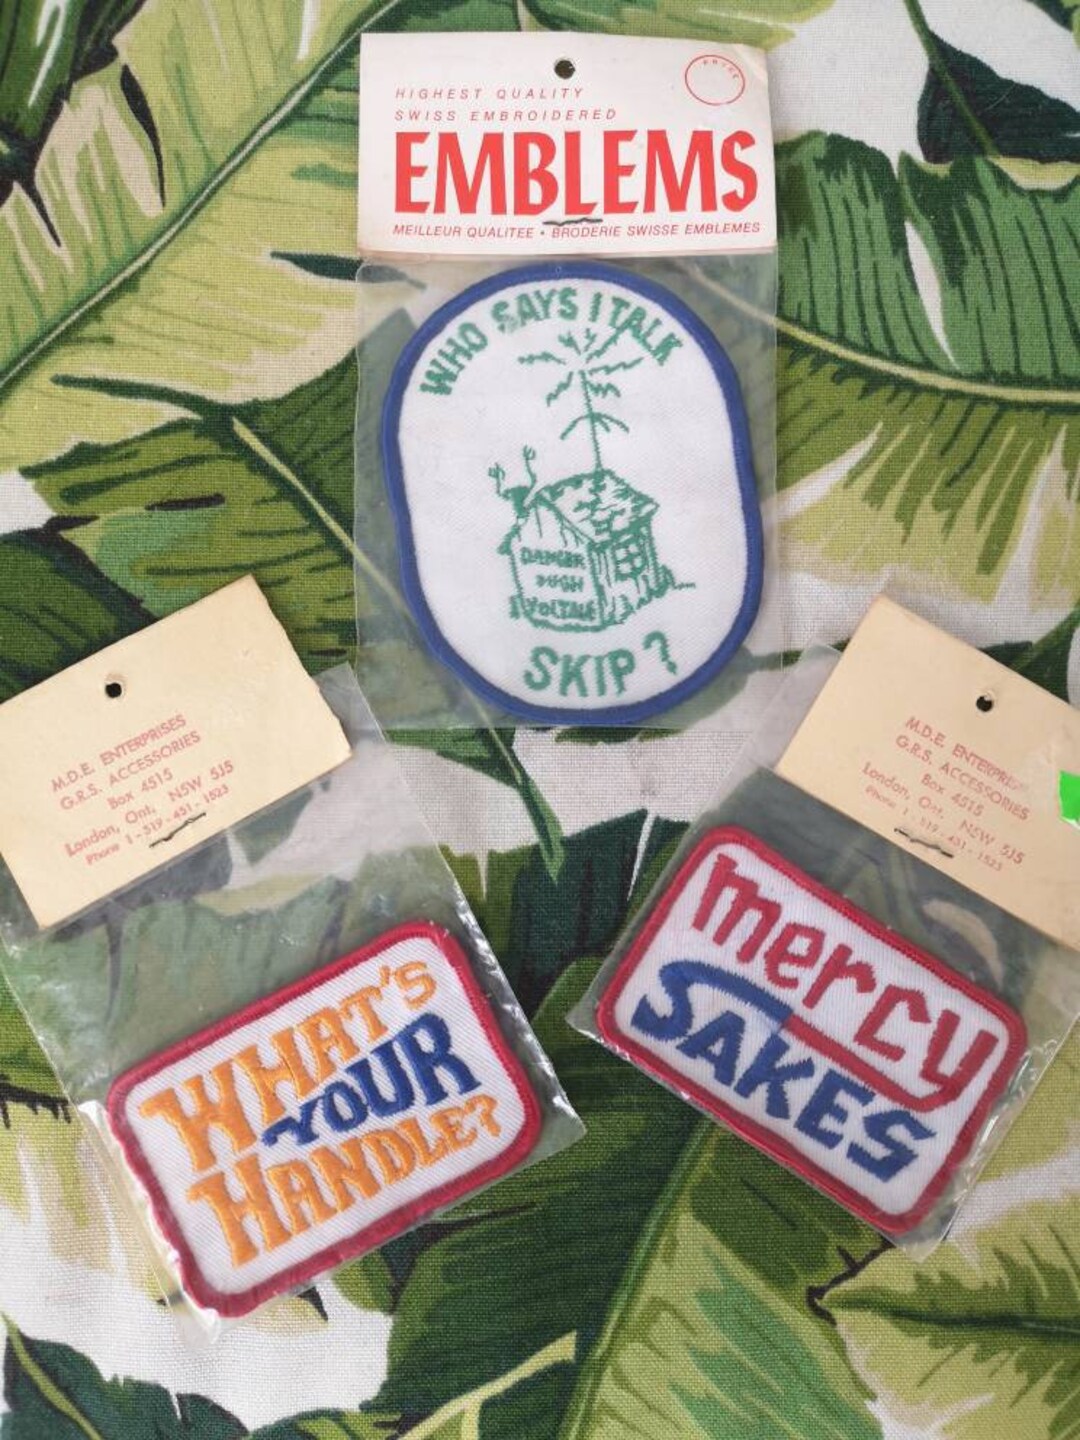 HIGHEST QUALITY
SWISS EMBROIDERED
PRICE
EMBLEMS
MEILLEUR QUALITEE • BRODERIE SWISSE EMBLEMES
WHO SAYS I TALK
DANGER
HIGH
VOLTAGE
SKIP?
M.D.E. ENTERPRISES
G.R.S. ACCESSORIES
Box 4515
London, Ont, N5W 5J5
Phone 1-519-451-1523
WHAT'S
YOUR
HANDLE?
M.D.E. ENTERPRISES
G.R.S. ACCESSORIES
Box 4515
London, Ont, N5W 5J5
Phone 1-519-451-1523
mercy
SAKES